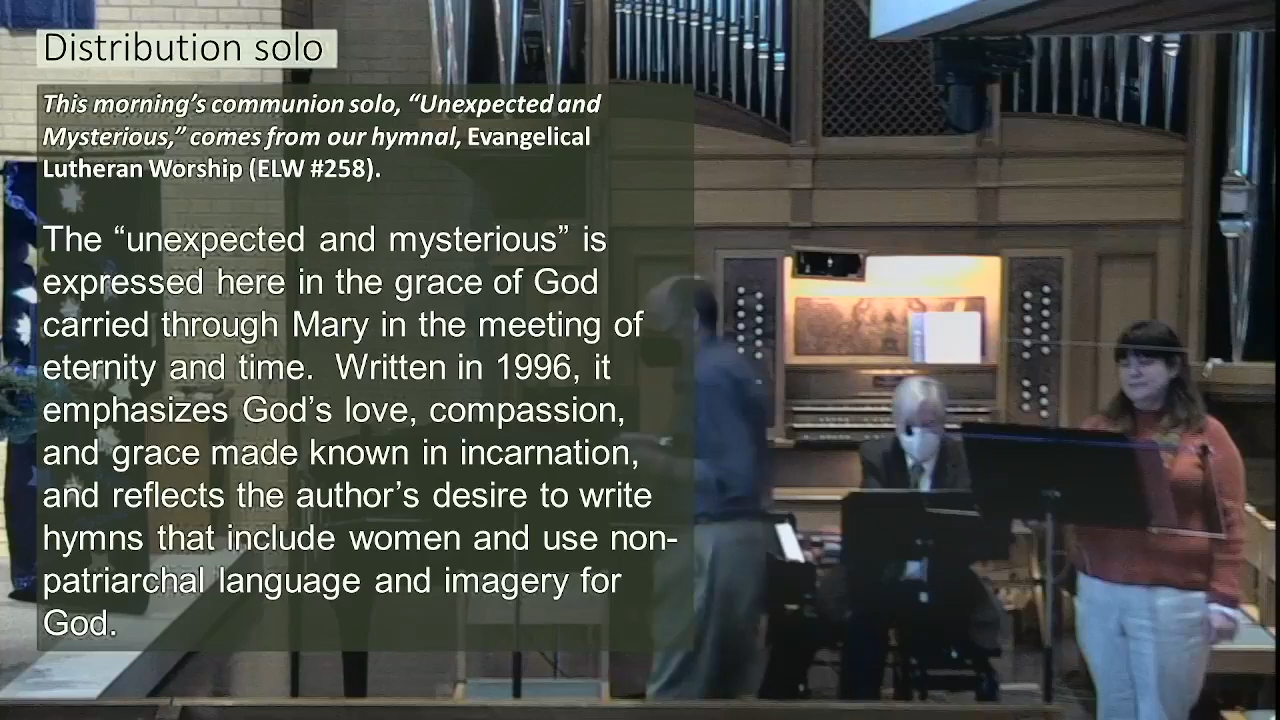 Distribution solo
This morning’s communion solo, “Unexpected and
Mysterious,” comes from our hymnal, Evangelical
Lutheran Worship (ELW #258).
The “unexpected and mysterious” is
expressed here in the grace of God
carried through Mary in the meeting of
eternity and time.  Written in 1996, it
emphasizes God’s love, compassion,
and grace made known in incarnation,
and reflects the author’s desire to write
hymns that include women and use non-
patriarchal language and imagery for
God.